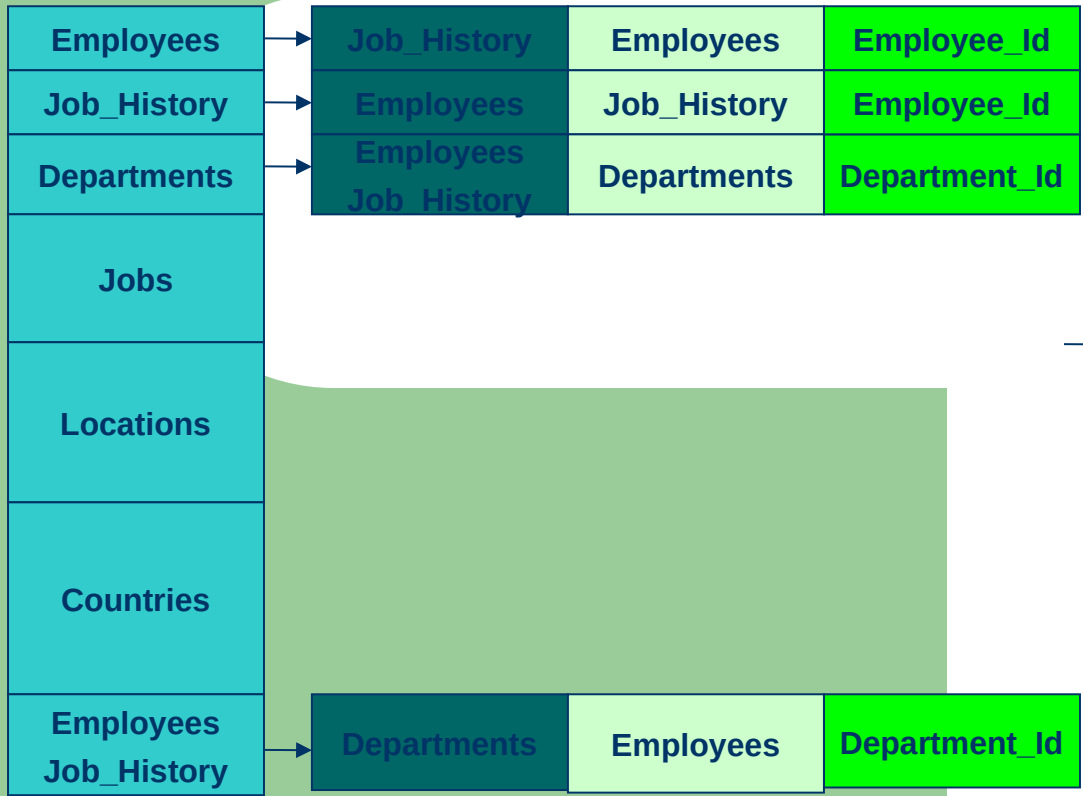 Employees Job_History Employees Employee_Id
Job_History Employees Job_History Employee_Id
Departments Employees Departments Department_Id
Job_History
Jobs
Locations
Countries
Employees Departments Employees Department_Id
Job_History